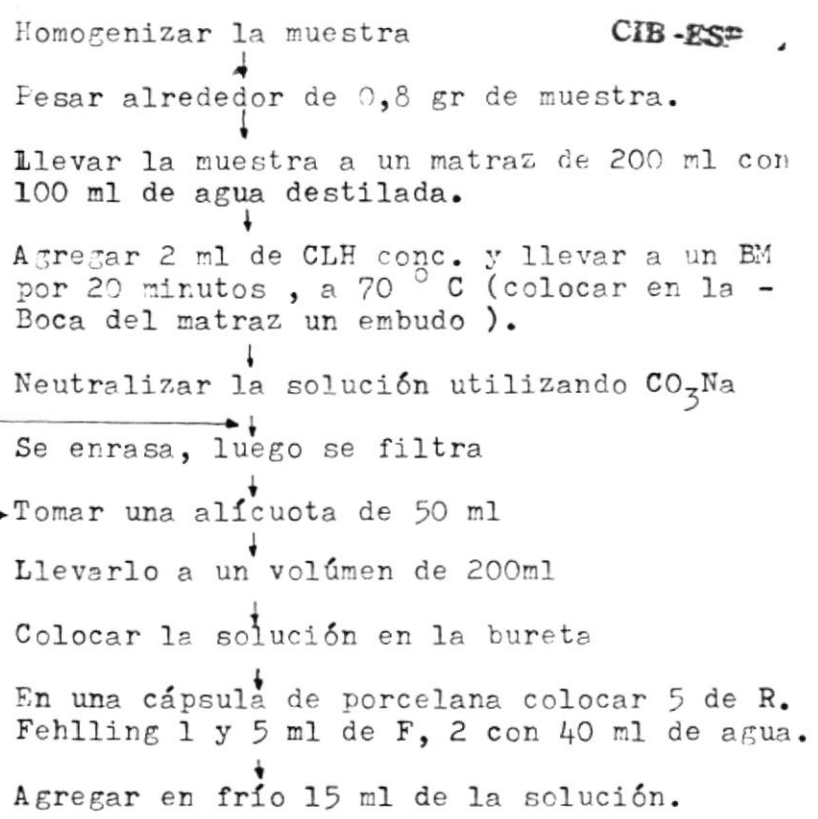 Homogenizar la muestra CIB-ESP
Pesar alrededor de 0,8 gr de muestra.
Llevar la muestra a un matraz de 200 ml con
100 ml de agua destilada.
Agregar 2 ml de CLH conc. y llevar a un BM
por 20 minutos , a 70 ° C (colocar en la -
Boca del matraz un embudo ).
Neutralizar la solución utilizando CO₃Na
Se enrasa, luego se filtra
Tomar una alícuota de 50 ml
Llevarlo a un volúmen de 200ml
Colocar la solución en la bureta
En una cápsula de porcelana colocar 5 de R.
Fehlling 1 y 5 ml de F, 2 con 40 ml de agua.
Agregar en frío 15 ml de la solución.